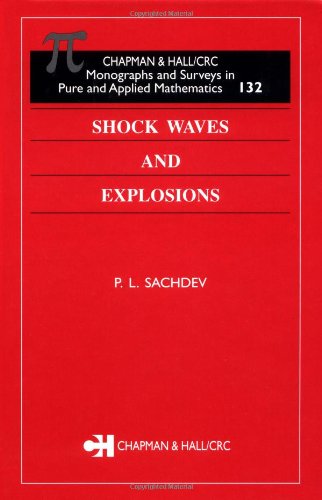 π
CHAPMAN & HALL/CRC
Monographs and Surveys in
Pure and Applied Mathematics 132
SHOCK WAVES
AND
EXPLOSIONS
P. L. SACHDEV
CH CHAPMAN & HALL/CRC